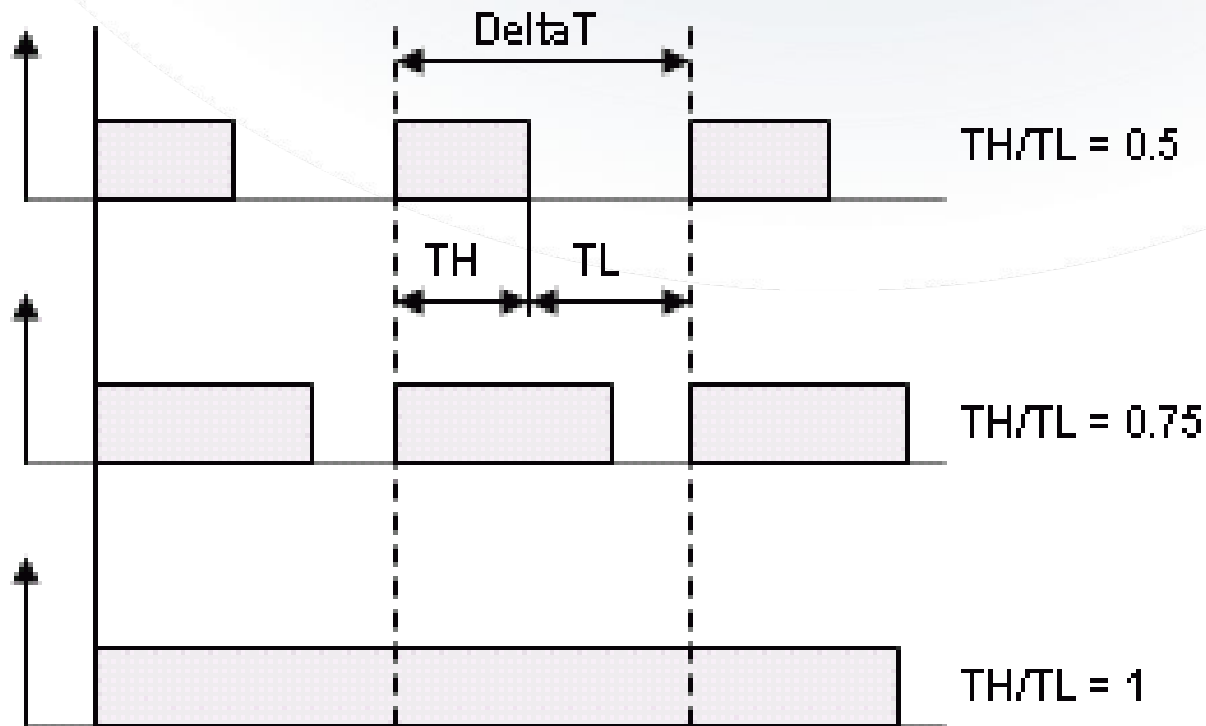 DeltaT
TH/TL = 0.5
TH TL
TH/TL = 0.75
TH/TL = 1